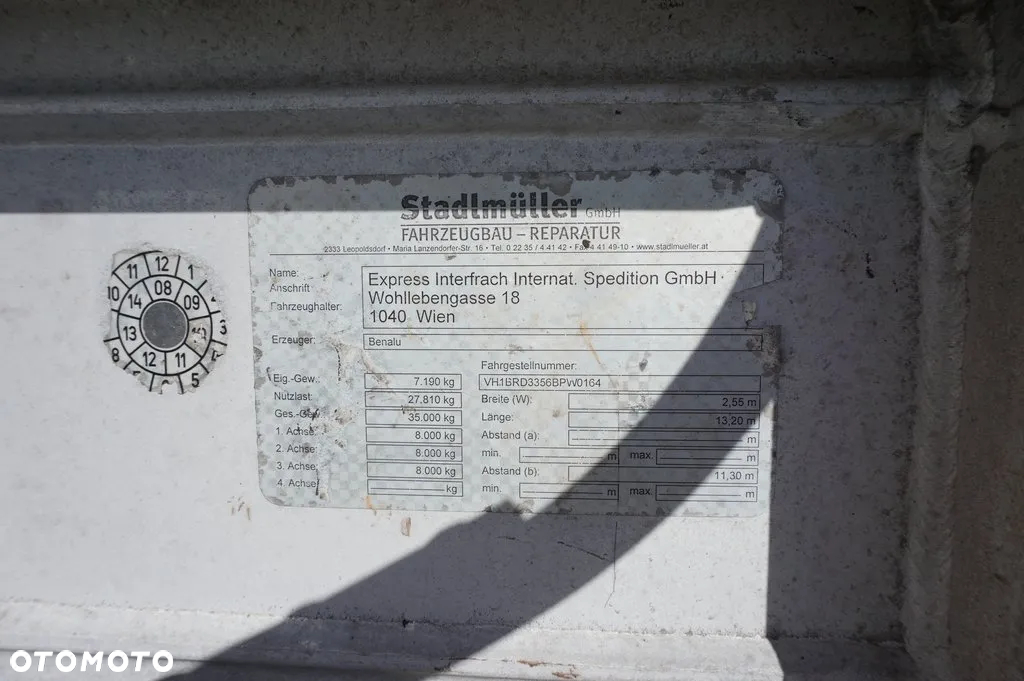 Stadlmüller GmbH
FAHRZEUGBAU – REPARATUR
2333 Leopoldsdorf • Maria Lanzendorfer-Str. 16 • Tel. 0 22 35 / 4 41 42 • Fax 4 41 49-10 • www.stadlmueller.at
Name:
Anschrift
Fahrzeughalter:
Express Interfrach Internat. Spedition GmbH
Wohllebengasse 18
1040 Wien
Erzeuger: Benalu
Fahrgestellnummer:
Eig.-Gew.: 7.190 kg VH1BRD3356BPW0164
Nutzlast: 27.810 kg Breite (W): 2,55 m
Ges.-Gew. 35.000 kg Länge: 13,20 m
1. Achse 8.000 kg Abstand (a): m
2. Achse: 8.000 kg min. m max. m
3. Achse: 8.000 kg Abstand (b): 11,30 m
4. Achse: kg min. m max. m
11 12 1
10 14 08 09
13 3
8 12 11
5
OTOMOTO